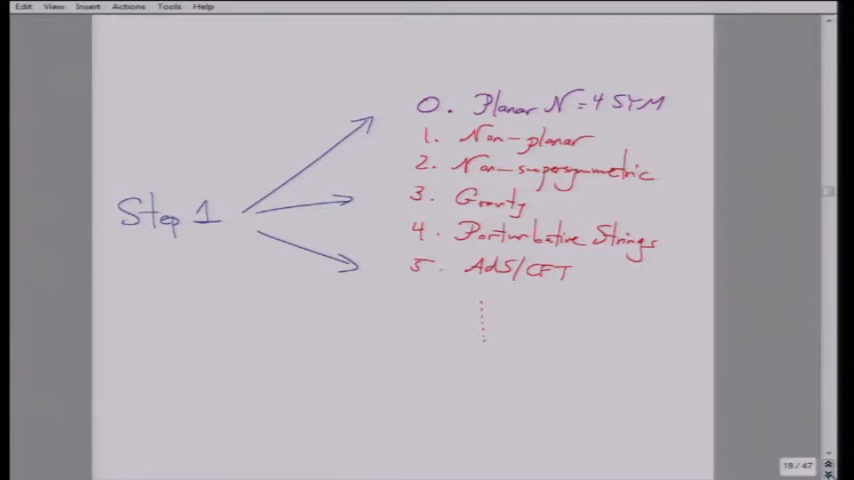 Edit View Insert Actions Tools Help
Step 1
0. Planar N=4 SYM
1. Non-planar
2. Non-supersymmetric
3. Gravity
4. Perturbative Strings
5. AdS/CFT
19 / 47